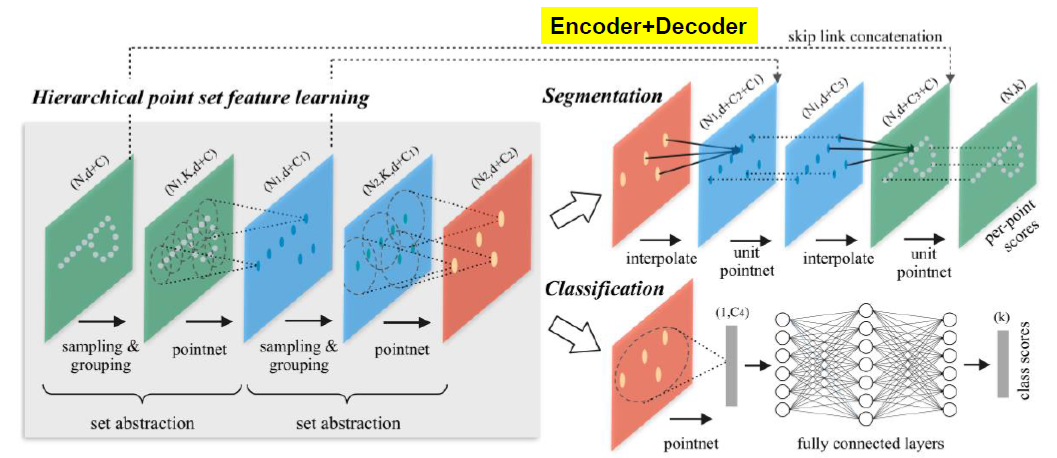 Encoder+Decoder
skip link concatenation
Hierarchical point set feature learning
(N,d+C)
(N1,K,d+C)
(N1,d+C1)
(N2,K,d+C1)
(N2,d+C2)
sampling &
grouping
pointnet
sampling &
grouping
pointnet
set abstraction
set abstraction
Segmentation
(N1,d+C2+C1)
(N1,d+C3)
(N,d+C3+C)
(N,k)
per-point
scores
interpolate
unit
pointnet
interpolate
unit
pointnet
Classification
(1,C4)
(k)
class scores
pointnet
fully connected layers